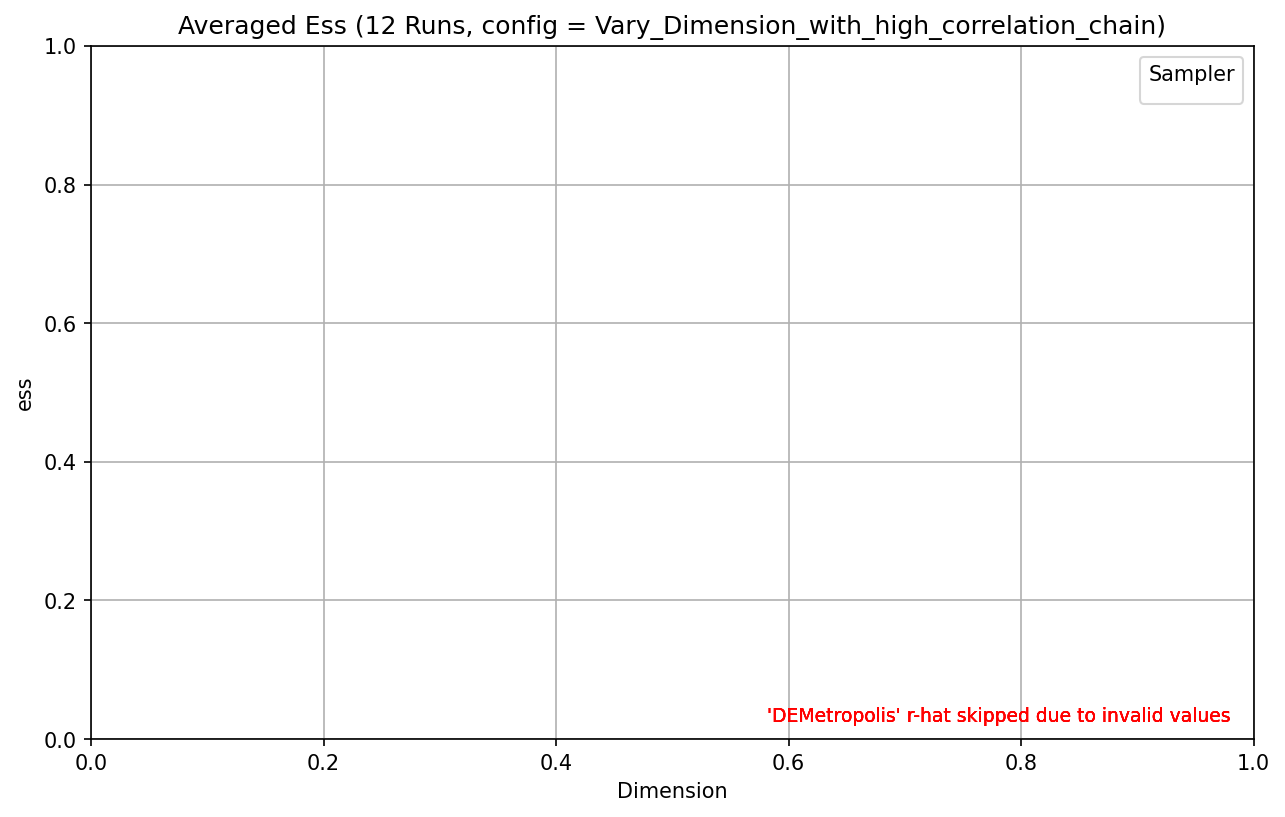 Averaged Ess (12 Runs, config = Vary_Dimension_with_high_correlation_chain)
Sampler
1.0
0.8
0.6
0.4
0.2
0.0
ess
'DEMetropolis' r-hat skipped due to invalid values
0.0 0.2 0.4 0.6 0.8 1.0
Dimension